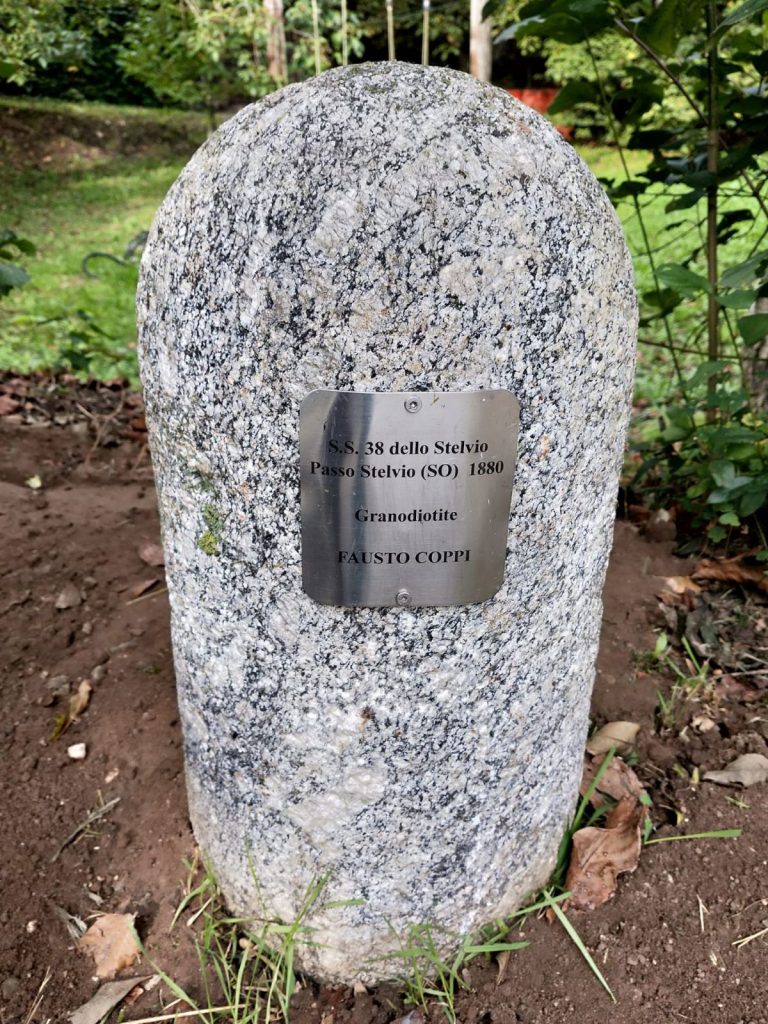 S.S. 38 dello Stelvio
Passo Stelvio (SO) 1880
Granodiotite
FAUSTO COPPI